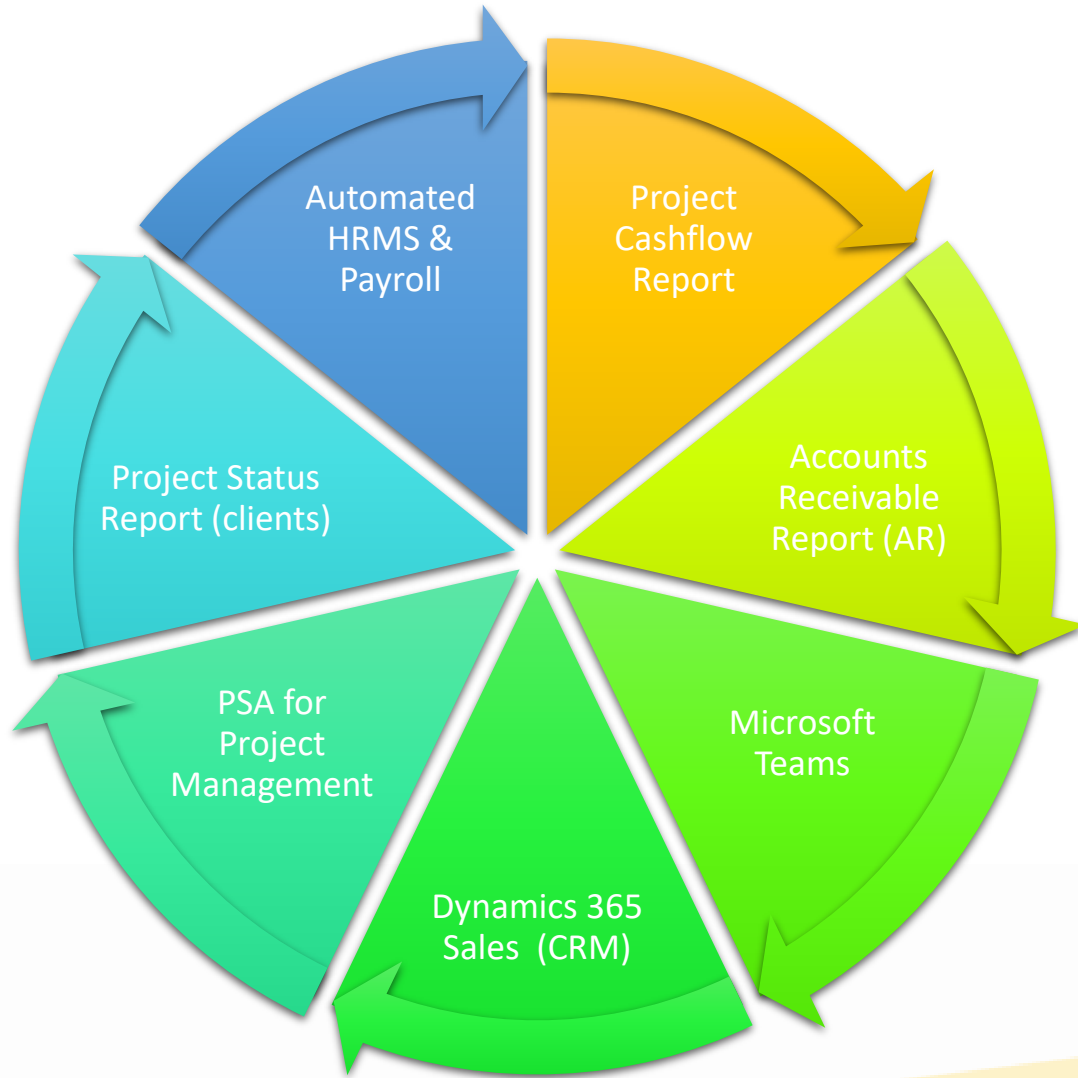 Automated
HRMS &
Payroll
Project
Cashflow
Report
Accounts
Receivable
Report (AR)
Microsoft
Teams
Dynamics 365
Sales  (CRM)
PSA for
Project
Management
Project Status
Report (clients)